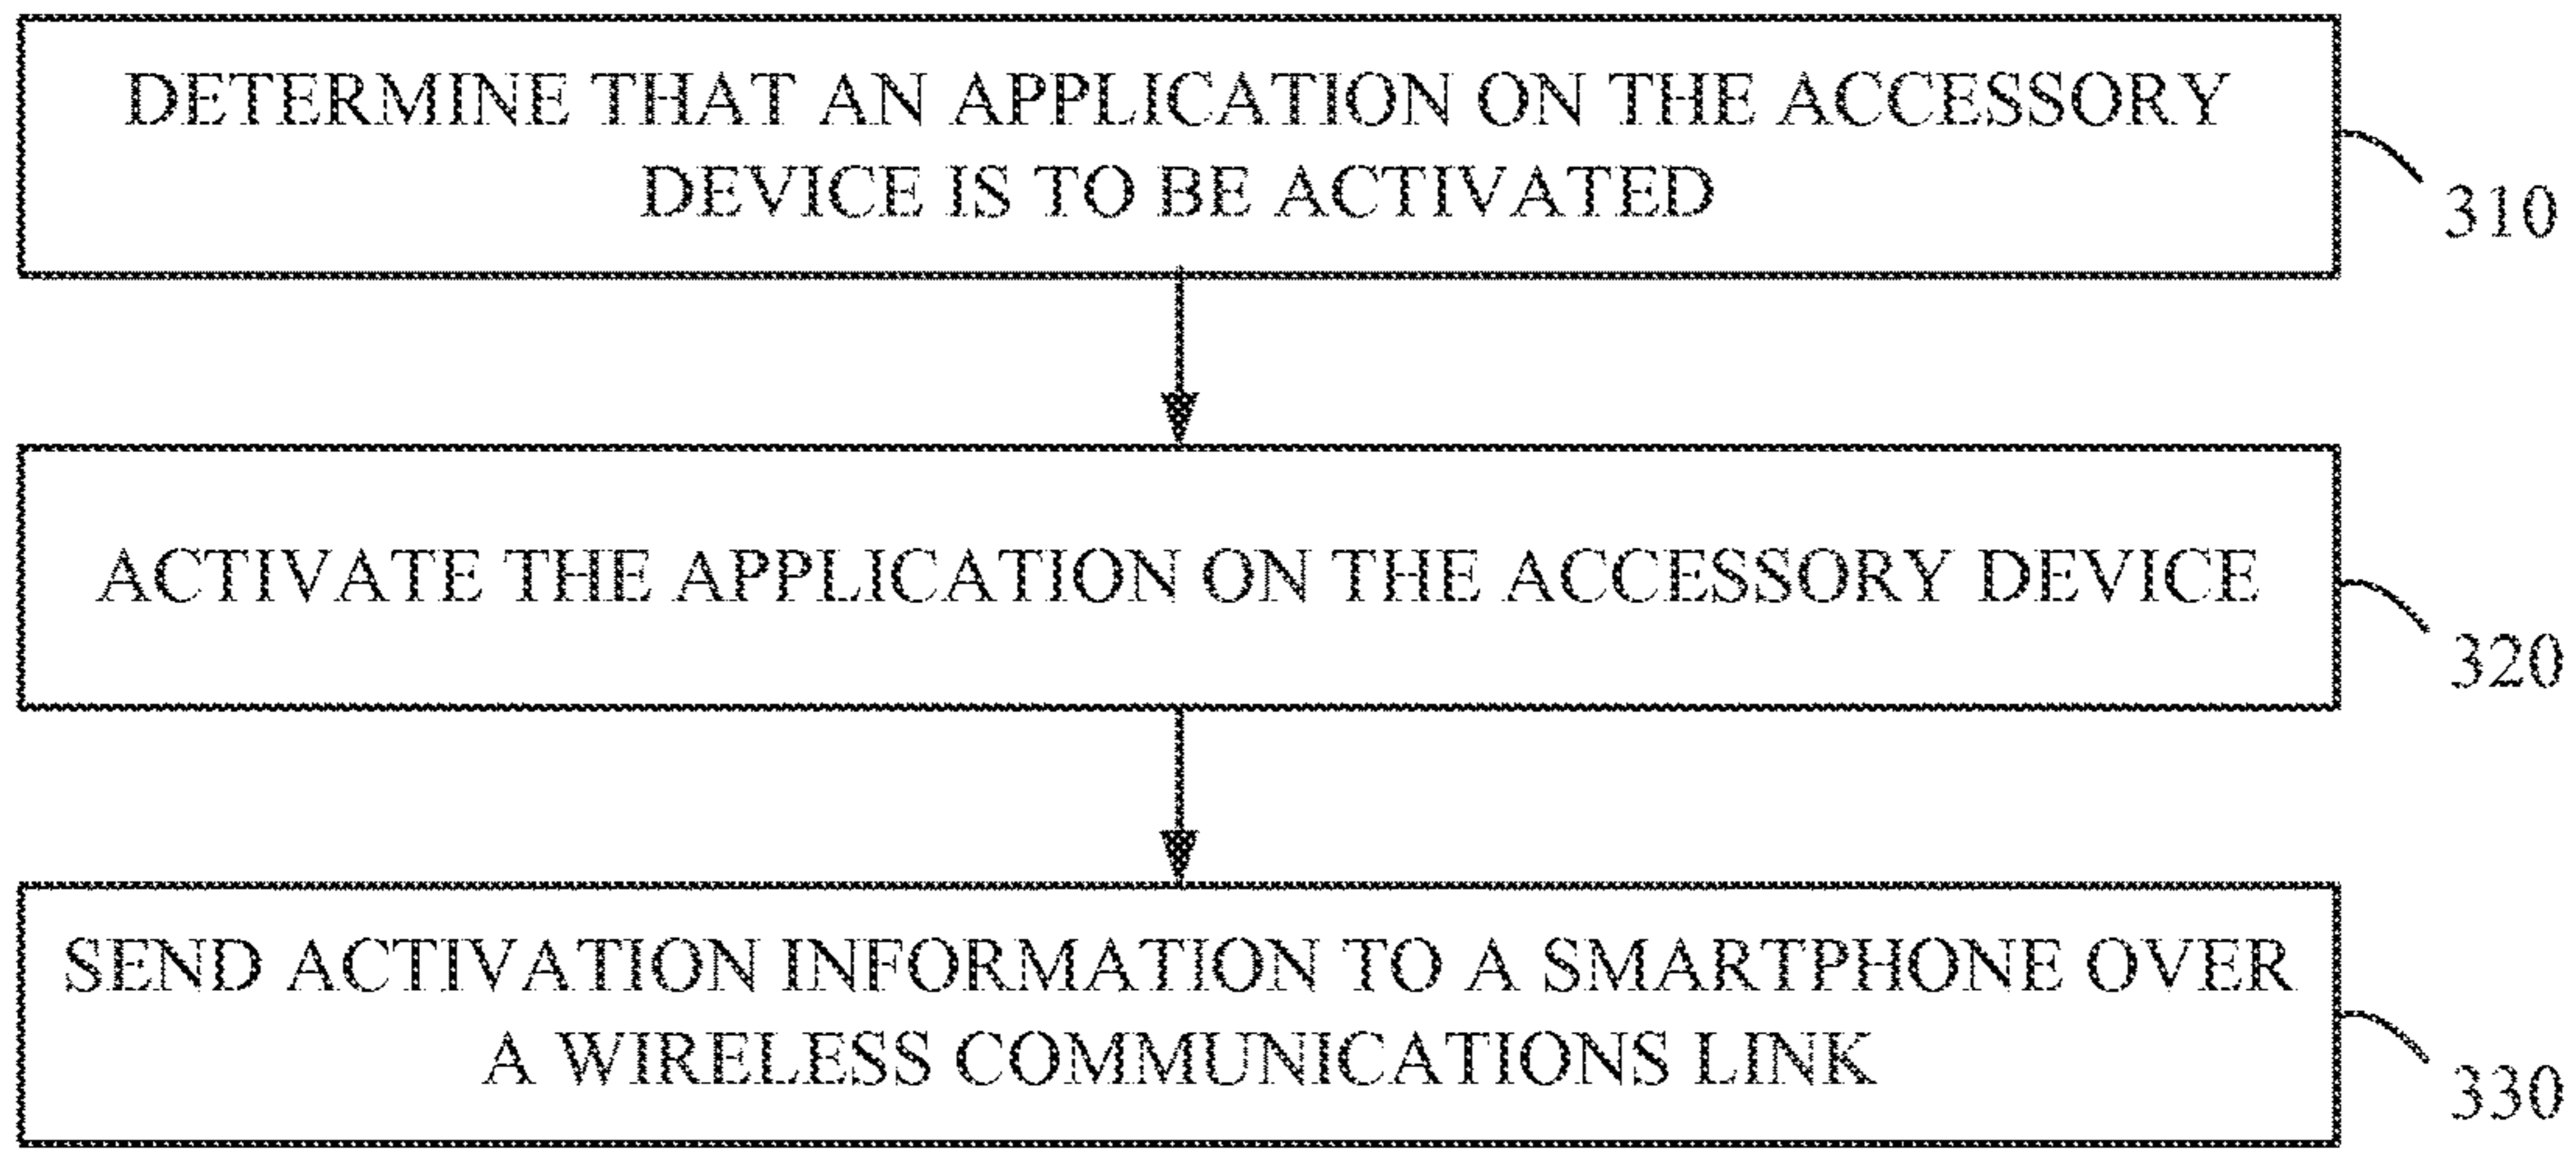 DETERMINE THAT AN APPLICATION ON THE ACCESSORY
DEVICE IS TO BE ACTIVATED
310
ACTIVATE THE APPLICATION ON THE ACCESSORY DEVICE
320
SEND ACTIVATION INFORMATION TO A SMARTPHONE OVER
A WIRELESS COMMUNICATIONS LINK
330